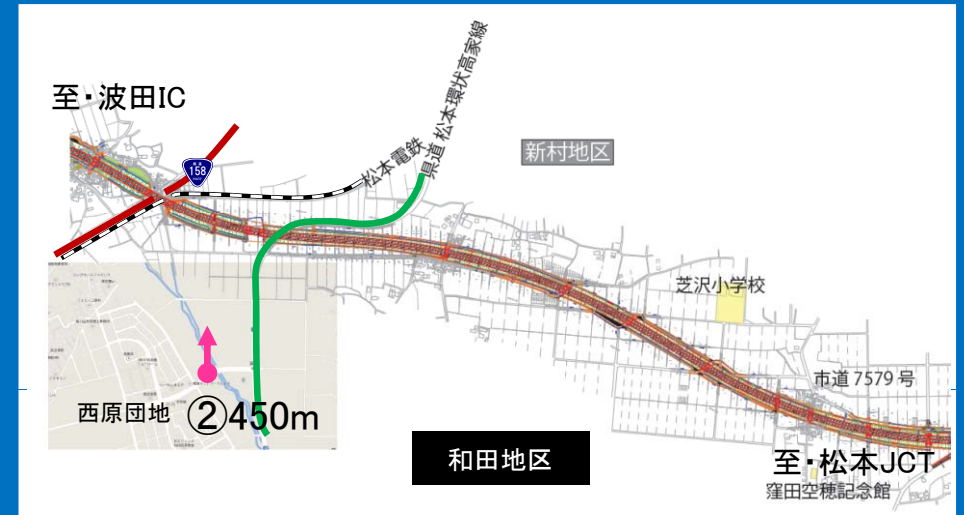 至・波田IC
158
松本電鉄
県道 松本環状高家線
新村地区
芝沢小学校
市道 7579 号
西原団地 ②450m
和田地区
至・松本JCT
窪田空穂記念館